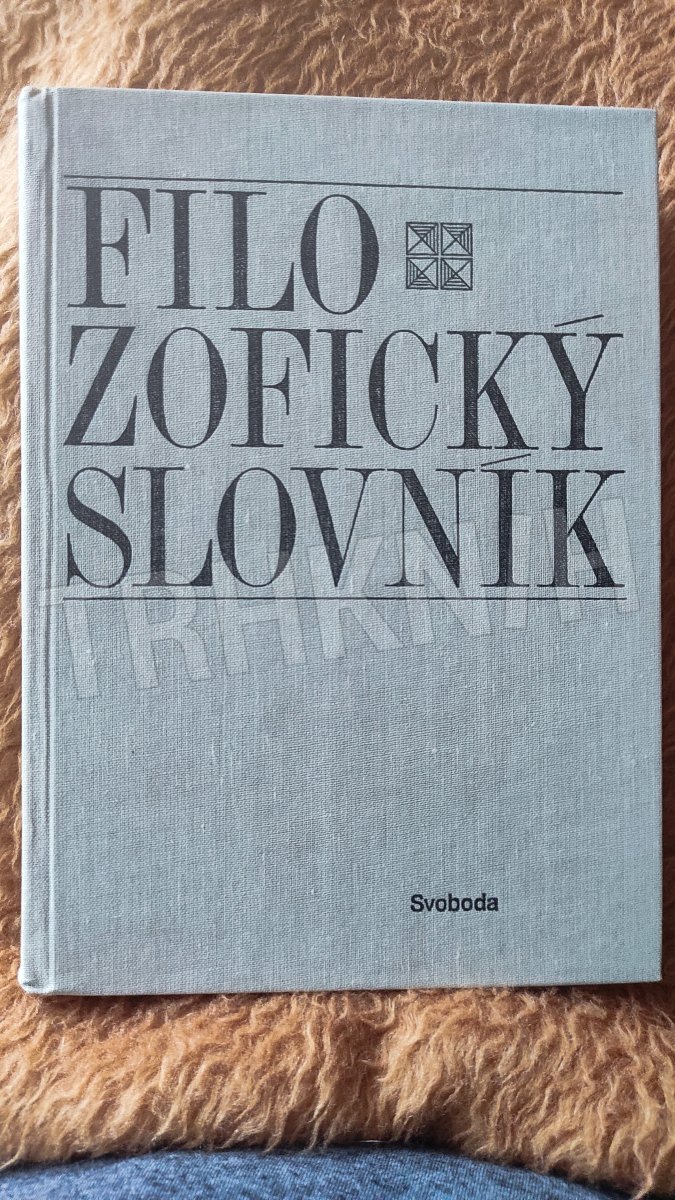 FILO
ZOFICKÝ
SLOVNÍK
TRHKNIH
Svoboda